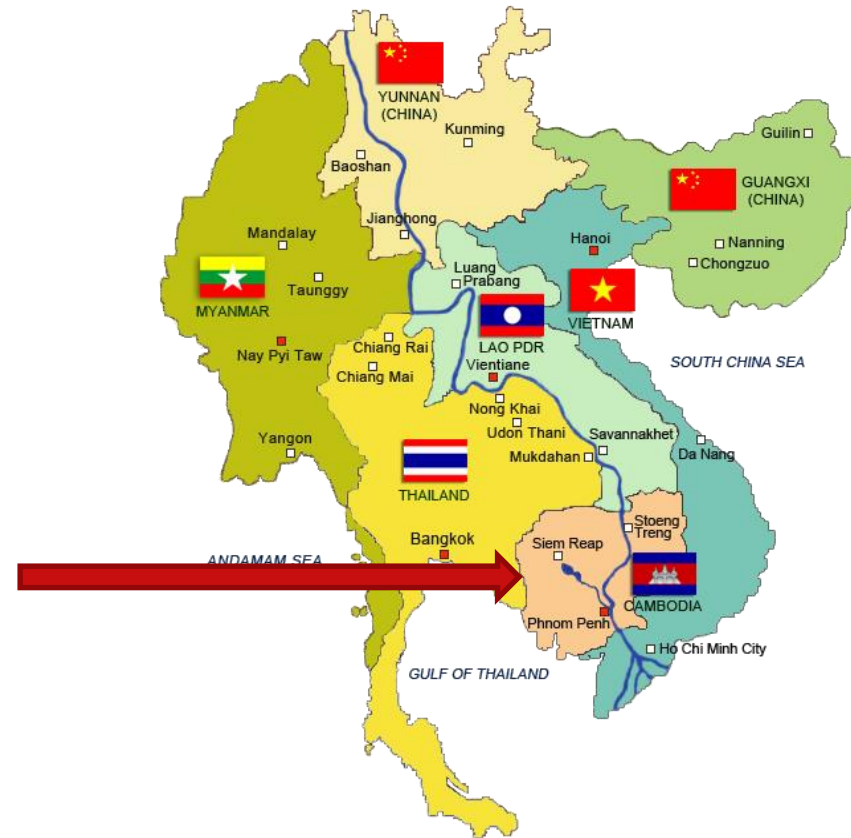 YUNNAN
(CHINA)
Kunming
Guilin
Baoshan
GUANGXI
(CHINA)
Jianghong
Hanoi
Nanning
Chongzuo
Mandalay
Luang
Prabang
Taunggy
MYANMAR
VIETNAM
Nay Pyi Taw
Chiang Rai
LAO PDR
Vientiane
Chiang Mai
SOUTH CHINA SEA
Nong Khai
Udon Thani
Yangon
Mukdahan
Savannakhet
Da Nang
THAILAND
Stoeng
Treng
Bangkok
Siem Reap
ANDAMAM SEA
CAMBODIA
Phnom Penh
Ho Chi Minh City
GULF OF THAILAND